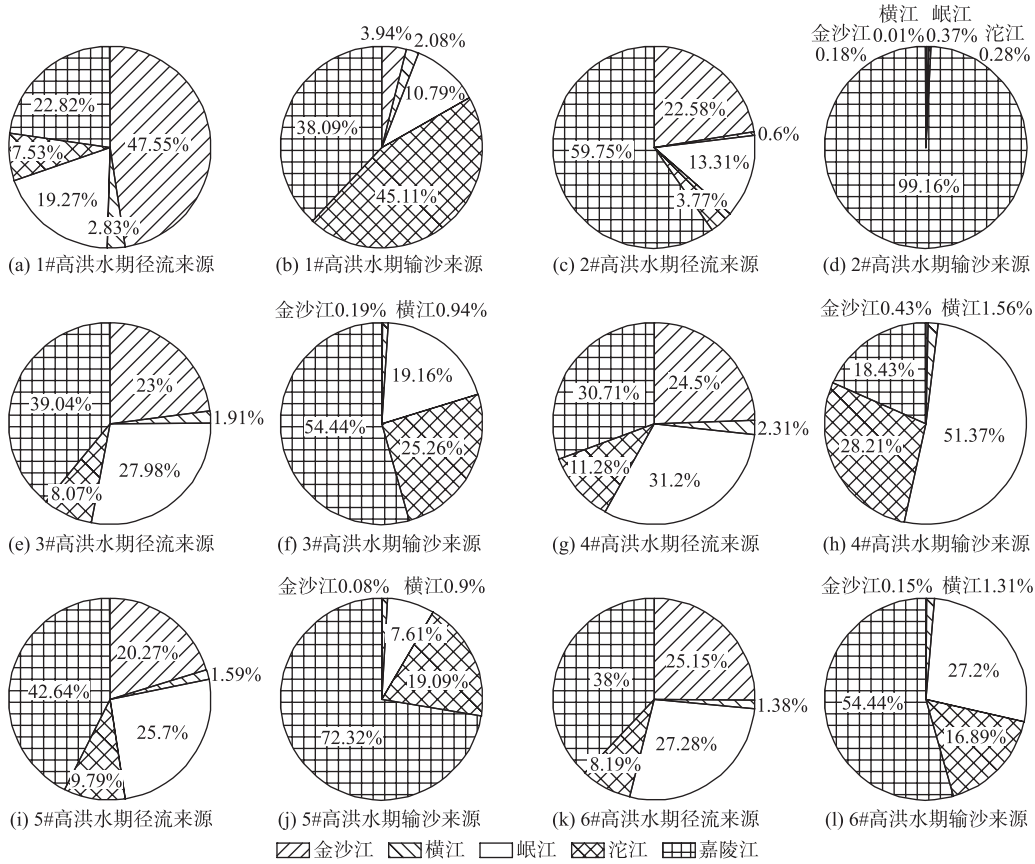 3.94%
2.08%
22.82%
47.55%
7.53%
19.27%
2.83%
10.79%
38.09%
45.11%
22.58%
0.6%
59.75%
13.31%
3.77%
横江 岷江
金沙江 0.01% 0.37% 沱江
0.18% 0.28%
99.16%
(a) 1#高洪水期径流来源
(b) 1#高洪水期输沙来源
(c) 2#高洪水期径流来源
(d) 2#高洪水期输沙来源
23%
39.04%
1.91%
27.98%
8.07%
金沙江0.19% 横江0.94%
19.16%
54.44%
25.26%
24.5%
30.71%
2.31%
11.28%
31.2%
金沙江0.43% 横江1.56%
18.43%
28.21%
51.37%
(e) 3#高洪水期径流来源
(f) 3#高洪水期输沙来源
(g) 4#高洪水期径流来源
(h) 4#高洪水期输沙来源
20.27%
1.59%
42.64%
25.7%
9.79%
金沙江0.08% 横江0.9%
7.61%
19.09%
72.32%
25.15%
38%
1.38%
27.28%
8.19%
金沙江0.15% 横江1.31%
27.2%
54.44%
16.89%
(i) 5#高洪水期径流来源
(j) 5#高洪水期输沙来源
(k) 6#高洪水期径流来源
(l) 6#高洪水期输沙来源
金沙江 横江 岷江 沱江 嘉陵江